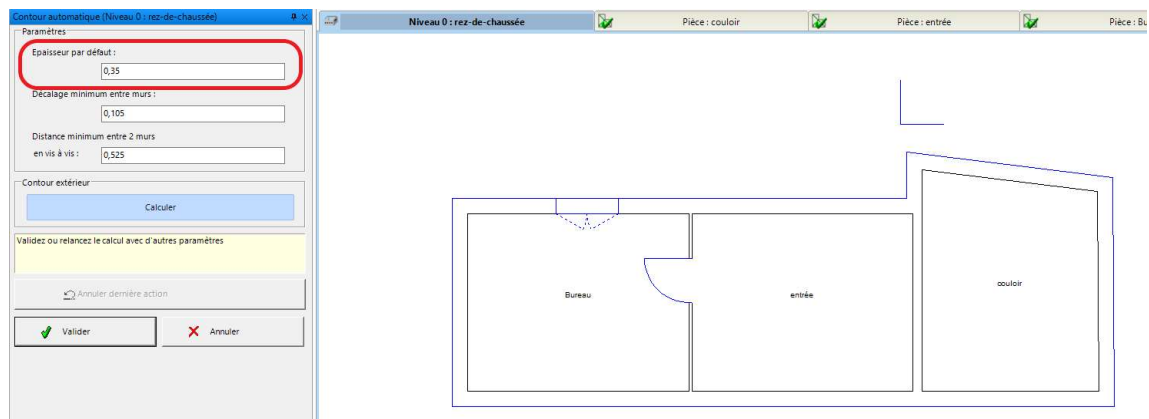 Contour automatique (Niveau 0 : rez-de-chaussée)
Paramètres
Epaisseur par défaut :
0,35
Décalage minimum entre murs :
0,105
Distance minimum entre 2 murs
en vis à vis :
0,525
Contour extérieur
Calculer
Validez ou relancez le calcul avec d'autres paramètres
Annuler dernière action
Valider
Annuler
Niveau 0 : rez-de-chaussée
Pièce : couloir
Pièce : entrée
Pièce : Bu
Bureau
entrée
couloir